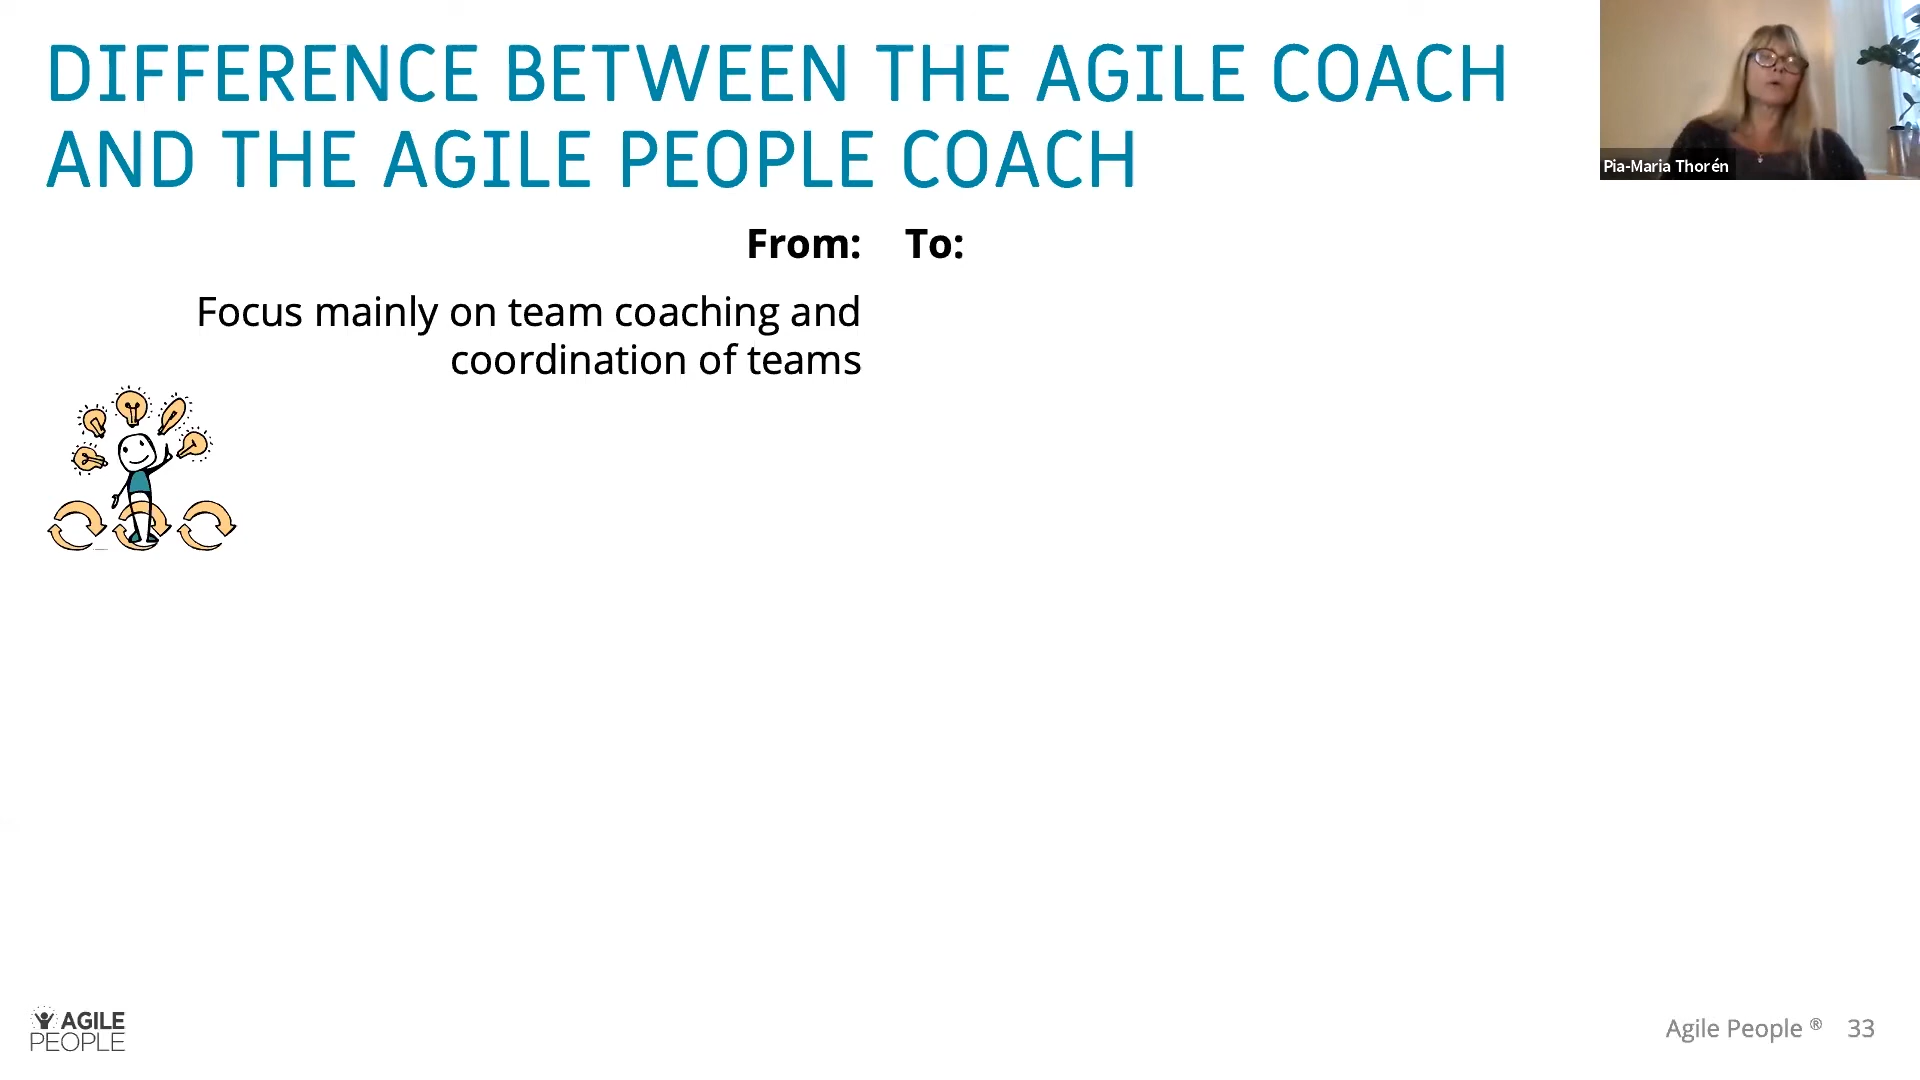 DIFFERENCE BETWEEN THE AGILE COACH
AND THE AGILE PEOPLE COACH
Pia-Maria Thorén
From: To:
Focus mainly on team coaching and
coordination of teams
AGILE
PEOPLE
Agile People ® 33